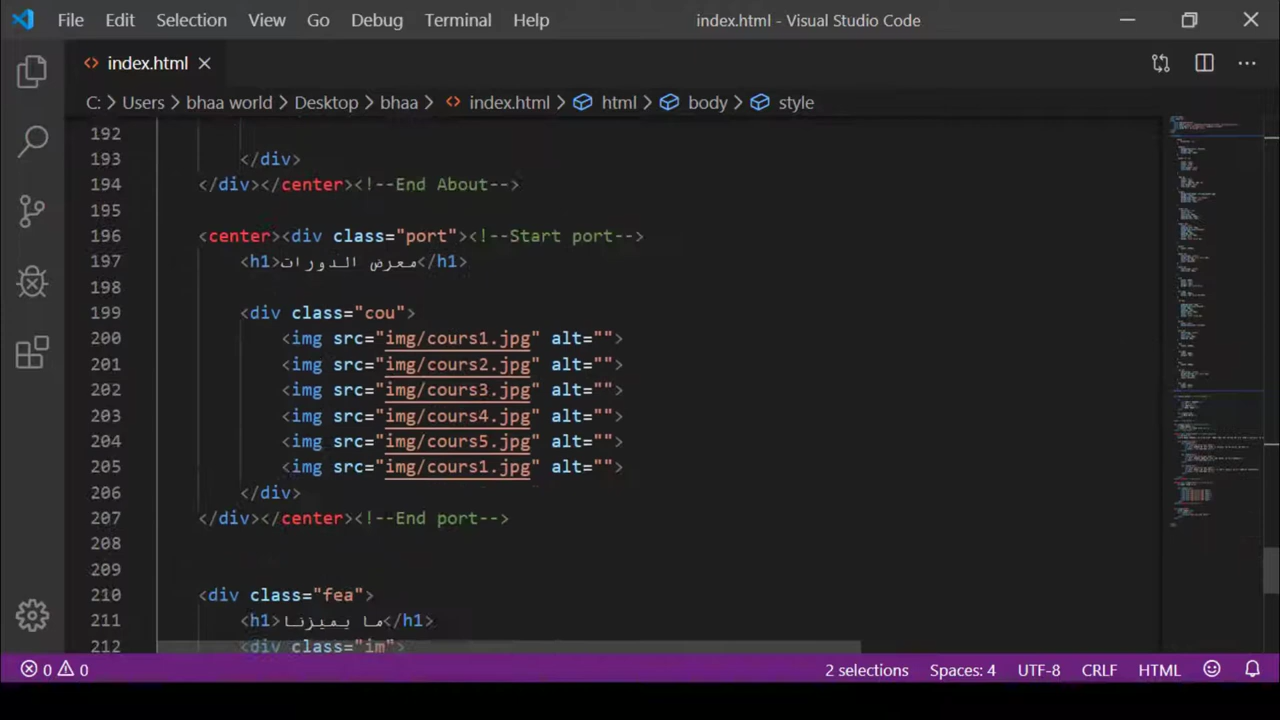 File Edit Selection View Go Debug Terminal Help index.html - Visual Studio Code
index.html
C: > Users > bhaa world > Desktop > bhaa > index.html > html > body > style
192
193 </div>
194 </div></center><!--End About-->
195
196 <center><div class="port"><!--Start port-->
197 <h1>معرض الدورات</h1>
198
199 <div class="cou">
200 <img src="img/cours1.jpg" alt="">
201 <img src="img/cours2.jpg" alt="">
202 <img src="img/cours3.jpg" alt="">
203 <img src="img/cours4.jpg" alt="">
204 <img src="img/cours5.jpg" alt="">
205 <img src="img/cours1.jpg" alt="">
206 </div>
207 </div></center><!--End port-->
208
209
210 <div class="fea">
211 <h1>ما يميزنا</h1>
212 <div class="im">
0 0 2 selections Spaces: 4 UTF-8 CRLF HTML